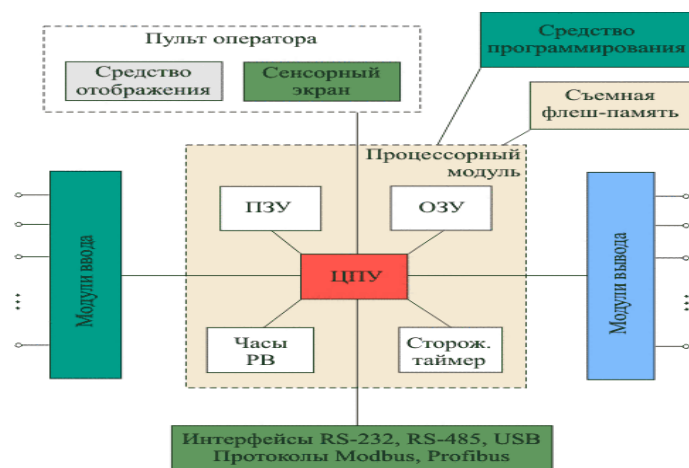 Пульт оператора
Средство
отображения
Сенсорный
экран
Средство
программирования
Съемная
флеш-память
Процессорный
модуль
ПЗУ
ОЗУ
Модули ввода
ЦПУ
Модули вывода
Часы
РВ
Сторож.
таймер
Интерфейсы RS-232, RS-485, USB
Протоколы Modbus, Profibus